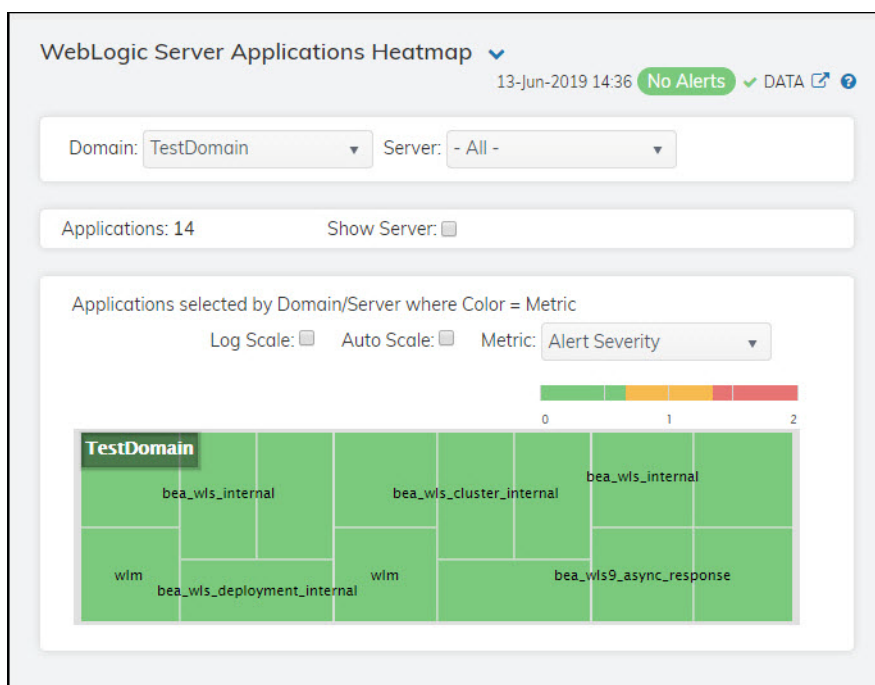 WebLogic Server Applications Heatmap
13-Jun-2019 14:36 No Alerts DATA
Domain: TestDomain Server: - All -
Applications: 14 Show Server:
Applications selected by Domain/Server where Color = Metric
Log Scale: Auto Scale: Metric: Alert Severity
0 1 2
TestDomain
bea_wls_internal bea_wls_cluster_internal bea_wls_internal
wlm bea_wls_deployment_internal wlm bea_wls9_async_response